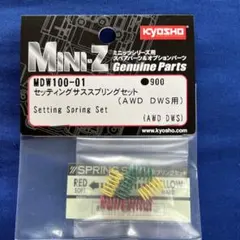 KYOSHO
MINI-Z
ミニッツシリーズ用
スペアパーツ&オプションパーツ
Genuine Parts
MDW100-01
●900
セッティングサススプリングセット
(AWD DWS用)
Setting Spring Set
(AWD DWS)
SPRING
RED
SOFT